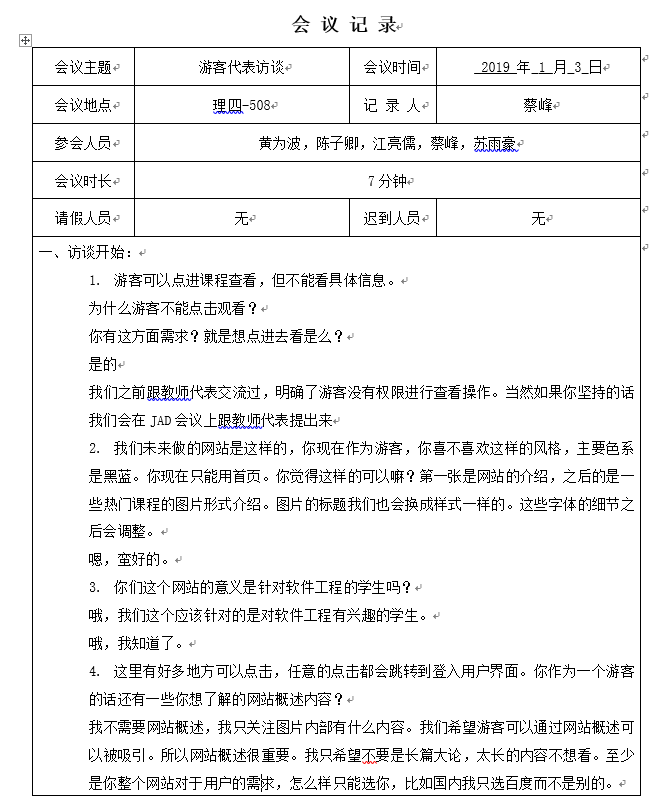 会 议 记 录
会议主题 游客代表访谈 会议时间 2019 年 1 月 3 日
会议地点 理四-508 记 录 人 蔡峰
参会人员 黄为波，陈子卿，江亮儒，蔡峰，苏雨豪
会议时长 7 分钟
请假人员 无 迟到人员 无
一、访谈开始：
1. 游客可以点进课程查看，但不能看具体信息。
为什么游客不能点击观看？
你有这方面需求？就是想点进去看是么？
是的
我们之前跟教师代表交流过，明确了游客没有权限进行查看操作。当然如果你坚持的话
我们会在 JAD 会议上跟教师代表提出来
2. 我们未来做的网站是这样的，你现在作为游客，你喜不喜欢这样的风格，主要色系
是黑蓝。你现在只能用首页。你觉得这样的可以嘛？第一张是网站的介绍，之后的是一
些热门课程的图片形式介绍。图片的标题我们也会换成样式一样的。这些字体的细节之
后会调整。
嗯，蛮好的。
3. 你们这个网站的意义是针对软件工程的学生吗？
哦，我们这个应该针对的是对软件工程有兴趣的学生。
哦，我知道了。
4. 这里有好多地方可以点击，任意的点击都会跳转到登入用户界面。你作为一个游客
的话还有一些你想了解的网站概述内容？
我不需要网站概述，我只关注图片内部有什么内容。我们希望游客可以通过网站概述可
以被吸引。所以网站概述很重要。我只希望不要是长篇大论，太长的内容不想看。至少
是你整个网站对于用户的需求，怎么样只能选你，比如国内我只选百度而不是别的。